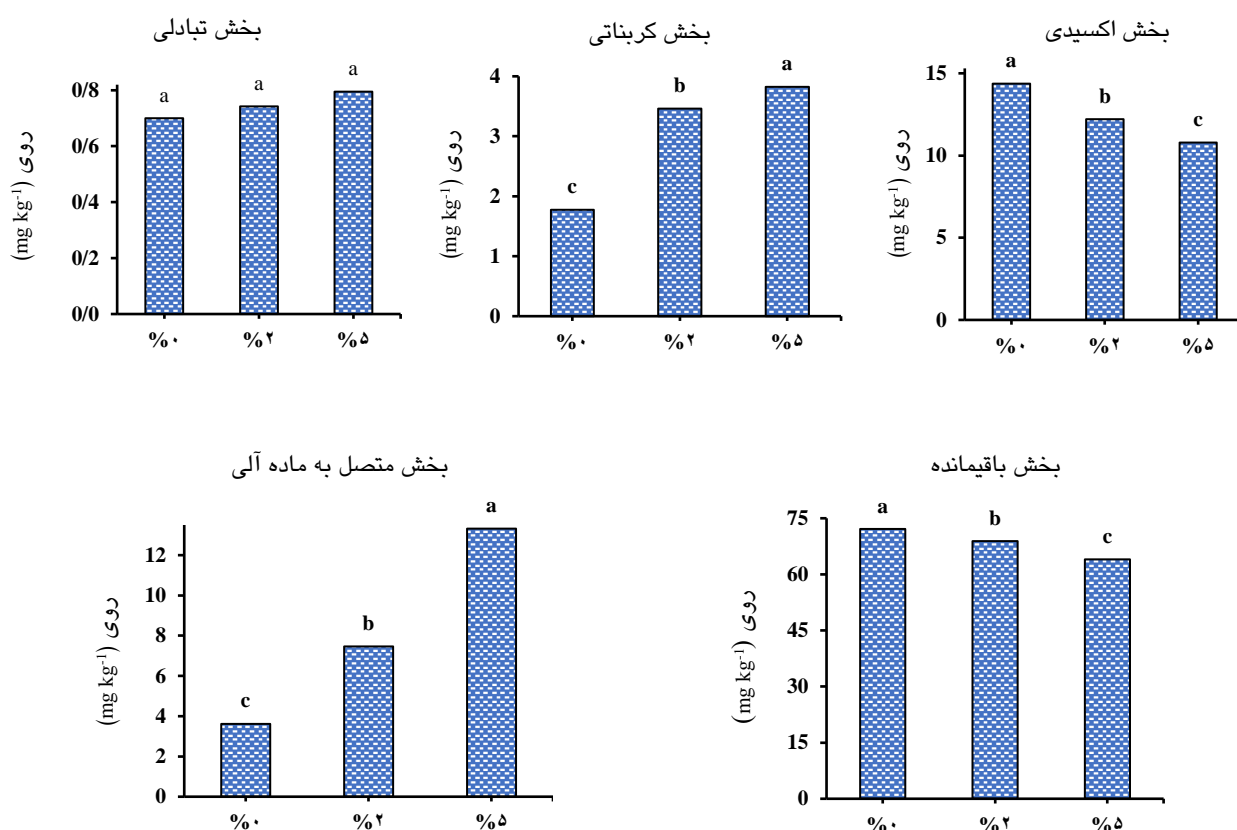 بخش تبادلی
a
a
a
0/8
0/6
0/4
0/2
0/0
روی (mg kg-1)
%۰
%۲
%۵
بخش کربناتی
a
b
c
4
3
2
1
0
روی (mg kg-1)
%۰
%۲
%۵
بخش اکسیدی
a
b
c
15
10
5
0
روی (mg kg-1)
%۰
%۲
%۵
بخش متصل به ماده آلی
a
b
c
12
10
8
6
4
2
0
روی (mg kg-1)
%۰
%۲
%۵
بخش باقیمانده
a
b
c
75
60
45
30
15
0
روی (mg kg-1)
%۰
%۲
%۵